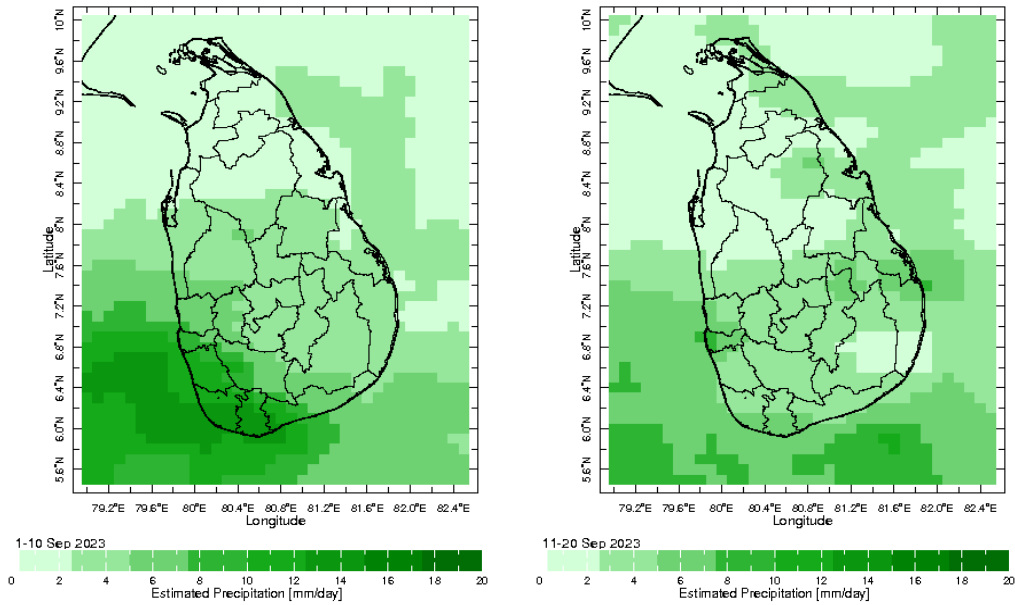 10°N
9.6°N
9.2°N
8.8°N
8.4°N
8°N
7.6°N
7.2°N
6.8°N
6.4°N
6.0°N
5.6°N
Latitude
79.2°E 79.6°E 80°E 80.4°E 80.8°E 81.2°E 81.6°E 82.0°E 82.4°E
Longitude
1-10 Sep 2023
0 2 4 6 8 10 12 14 16 18 20
Estimated Precipitation [mm/day]
10°N
9.6°N
9.2°N
8.8°N
8.4°N
8°N
7.6°N
7.2°N
6.8°N
6.4°N
6.0°N
5.6°N
Latitude
79.2°E 79.6°E 80°E 80.4°E 80.8°E 81.2°E 81.6°E 82.0°E 82.4°E
Longitude
11-20 Sep 2023
0 2 4 6 8 10 12 14 16 18 20
Estimated Precipitation [mm/day]